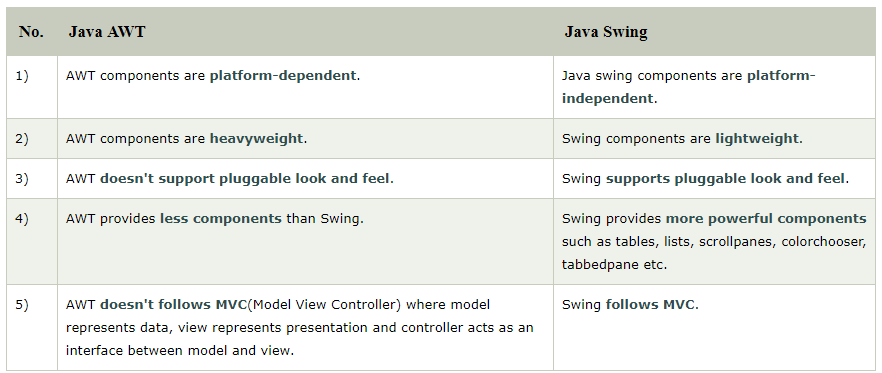 No. Java AWT Java Swing
1) AWT components are platform-dependent. Java swing components are platform-
independent.
2) AWT components are heavyweight. Swing components are lightweight.
3) AWT doesn't support pluggable look and feel. Swing supports pluggable look and feel.
4) AWT provides less components than Swing. Swing provides more powerful components
such as tables, lists, scrollpanes, colorchooser,
tabbedpane etc.
5) AWT doesn't follows MVC(Model View Controller) where model Swing follows MVC.
represents data, view represents presentation and controller acts as an
interface between model and view.